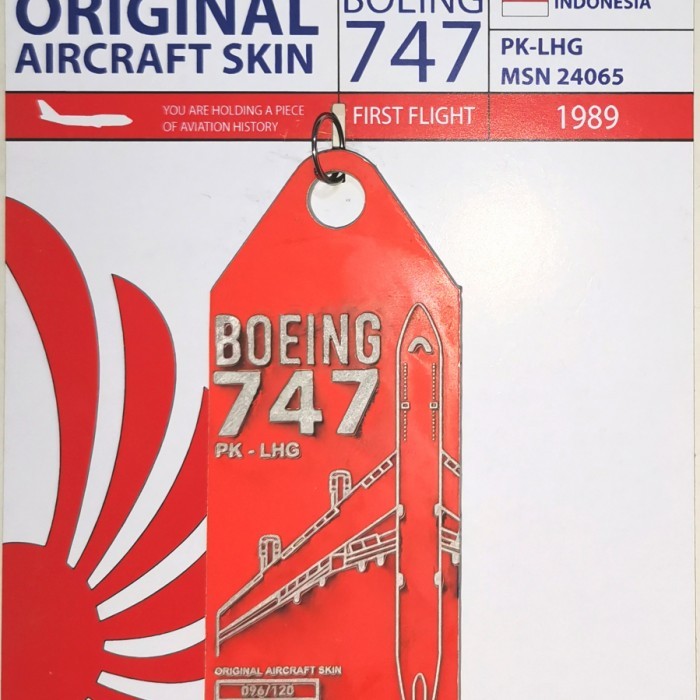 ORIGINAL
AIRCRAFT SKIN
BOEING
747
INDONESIA
PK-LHG
MSN 24065
YOU ARE HOLDING A PIECE
OF AVIATION HISTORY
FIRST FLIGHT
1989
BOEING
747
PK - LHG
ORIGINAL AIRCRAFT SKIN
096/120